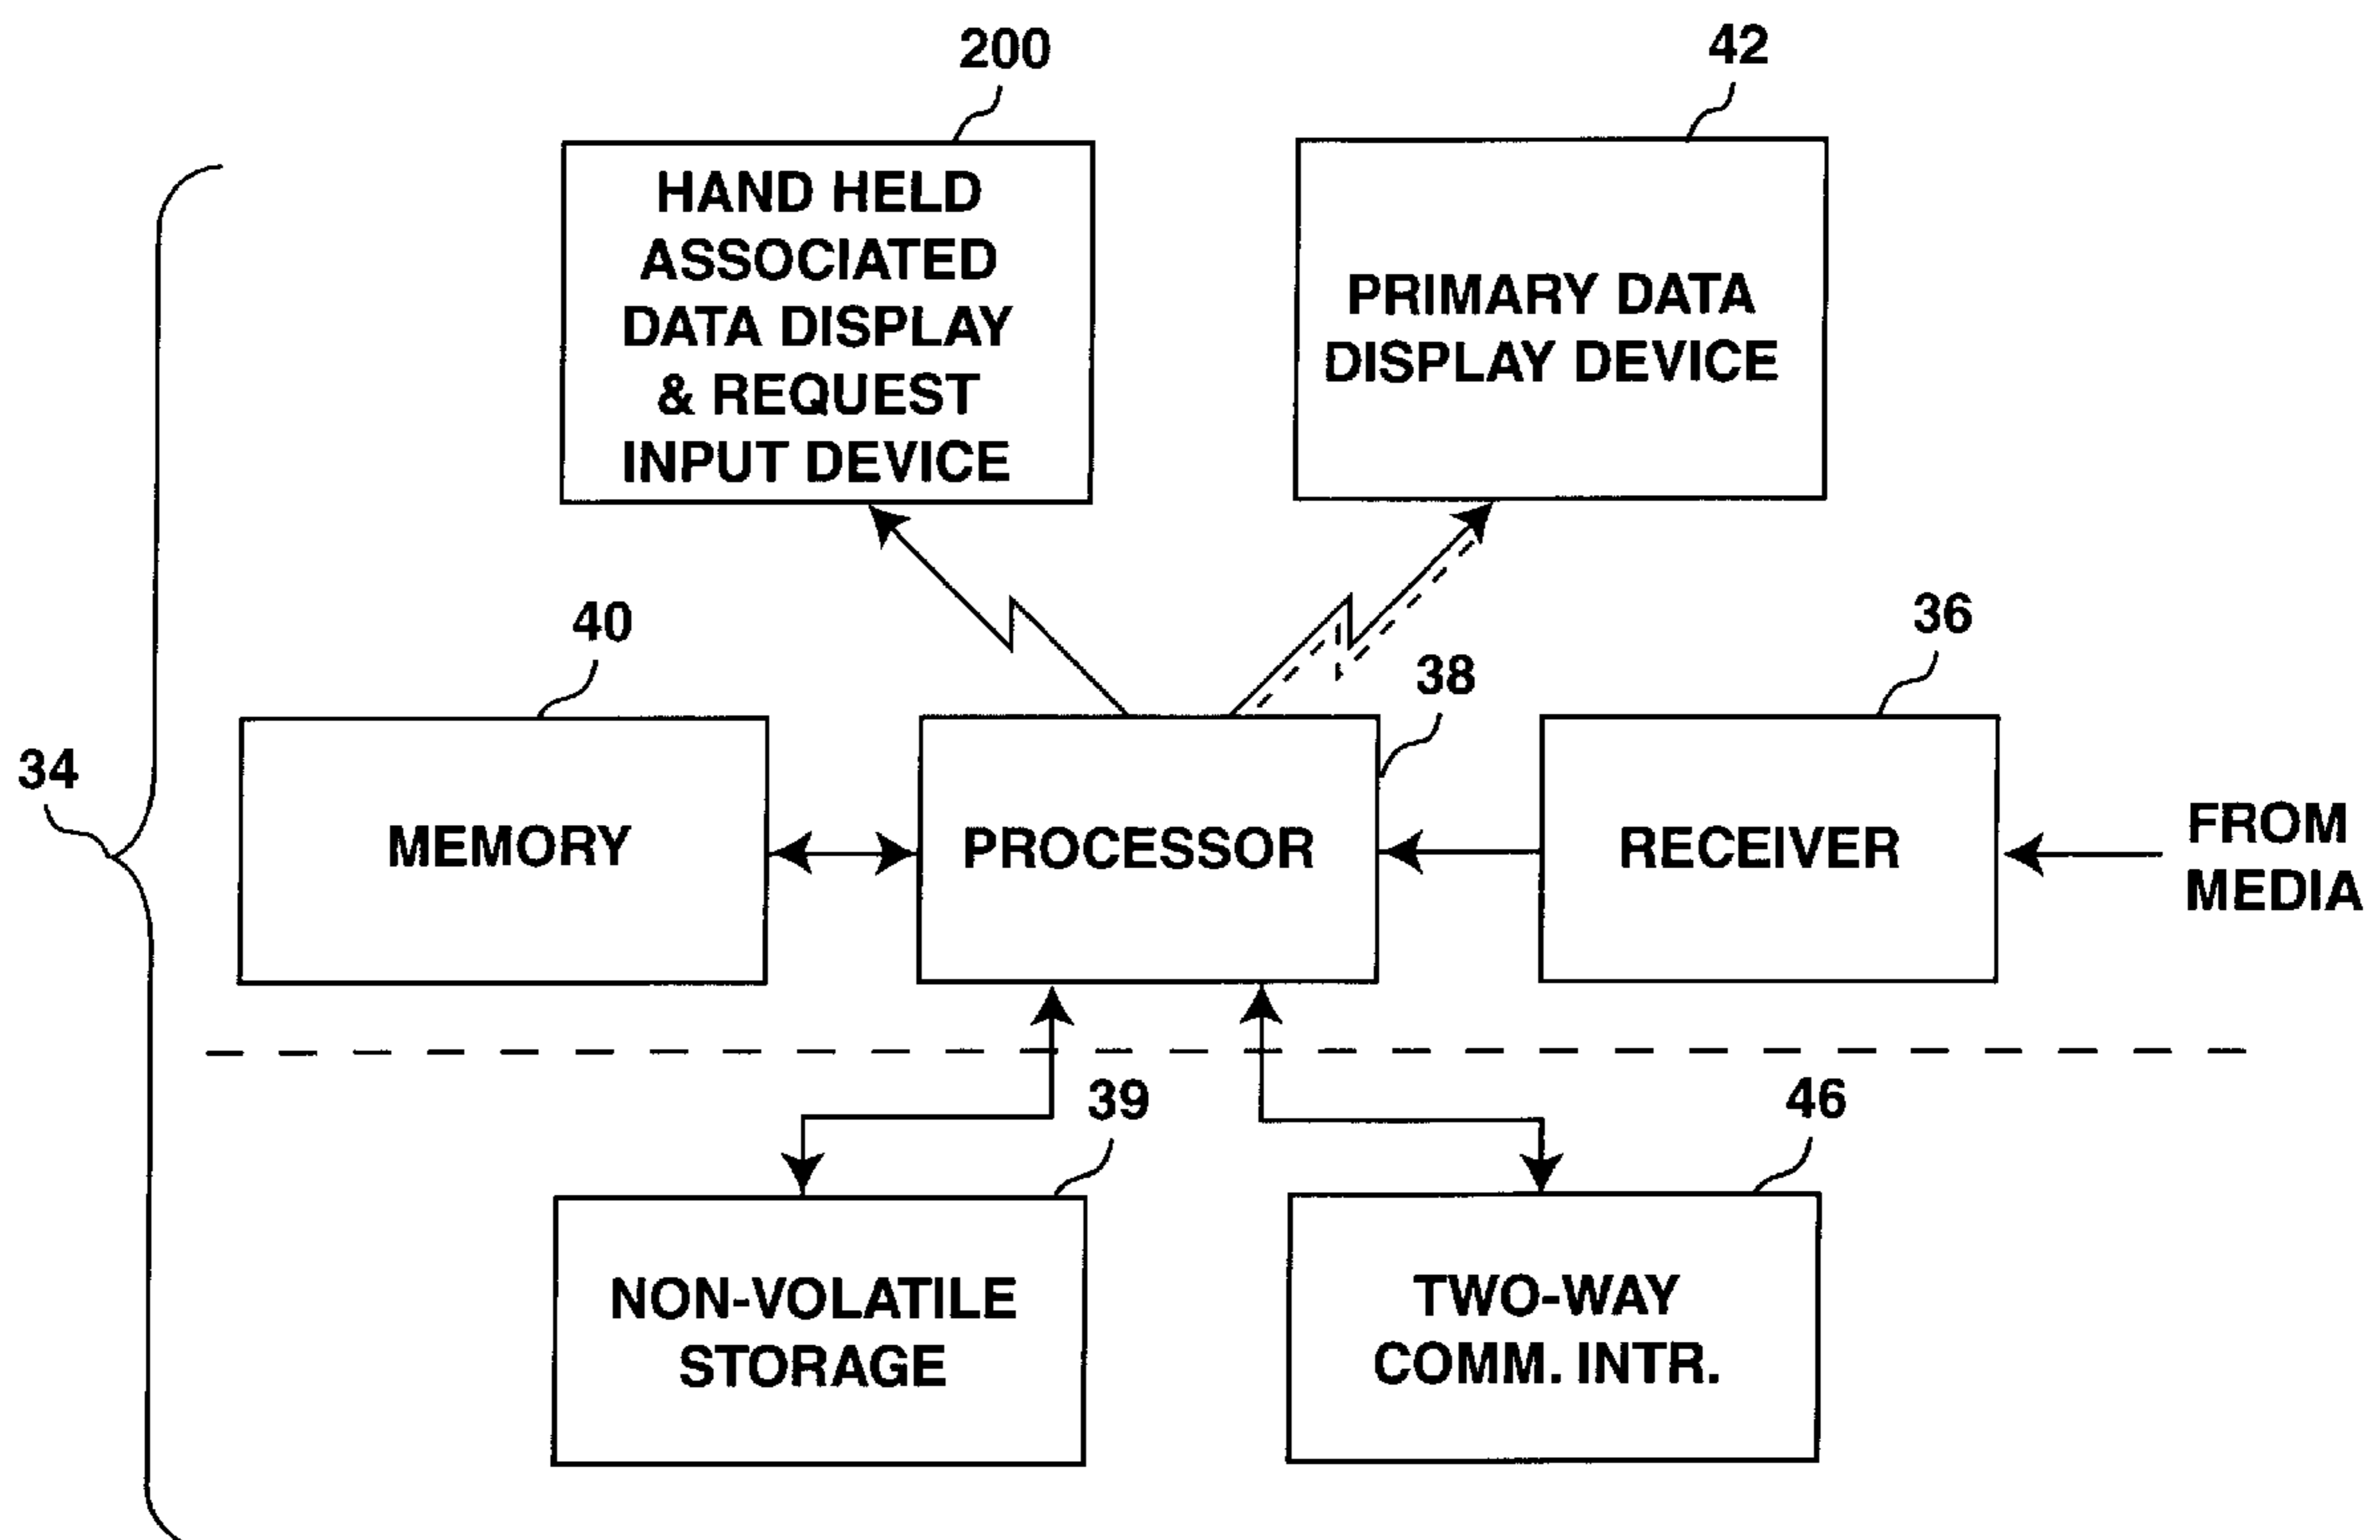 200
42
HAND HELD
ASSOCIATED
DATA DISPLAY
& REQUEST
INPUT DEVICE
PRIMARY DATA
DISPLAY DEVICE
40
36
38
34
MEMORY
PROCESSOR
RECEIVER
FROM
MEDIA
39
46
NON-VOLATILE
STORAGE
TWO-WAY
COMM. INTR.